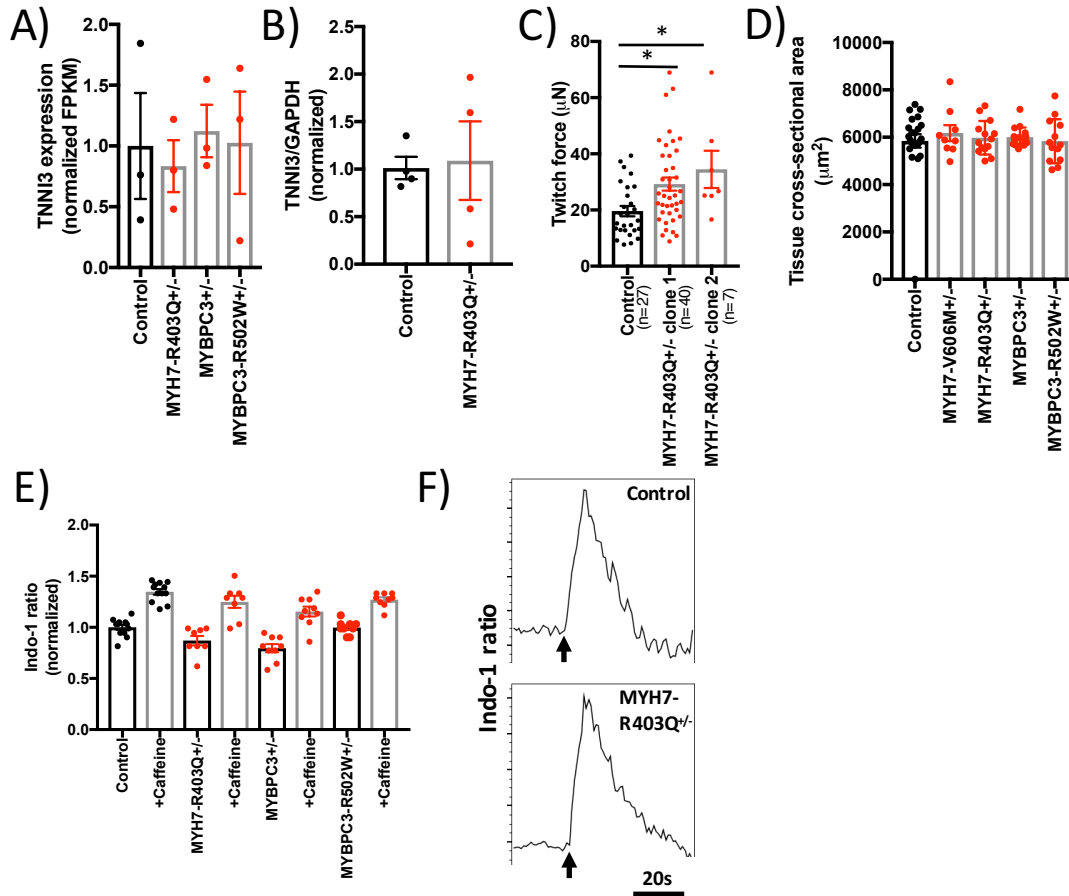 A)
TNNI3 expression
(normalized FPKM)
2.0
1.5
1.0
0.5
0.0
Control
MYH7-R403Q+/-
MYBPC3+/-
MYBPC3-R502W+/-
B)
TNNI3/GAPDH
(normalized)
2.5
2.0
1.5
1.0
0.5
0.0
Control
MYH7-R403Q+/-
C)
Twitch force (μN)
80
60
40
20
0
*
*
Control
(n=27)
MYH7-R403Q+/- clone 1
(n=40)
MYH7-R403Q+/- clone 2
(n=7)
D)
Tissue cross-sectional area
(μm2)
10000
8000
6000
4000
2000
0
Control
MYH7-V606M+/-
MYH7-R403Q+/-
MYBPC3+/-
MYBPC3-R502W+/-
E)
Indo-1 ratio
(normalized)
2.0
1.5
1.0
0.5
0.0
Control
+Caffeine
MYH7-R403Q+/-
+Caffeine
MYBPC3+/-
+Caffeine
MYBPC3-R502W+/-
+Caffeine
F)
Indo-1 ratio
Control
MYH7-
R403Q+/-
20s